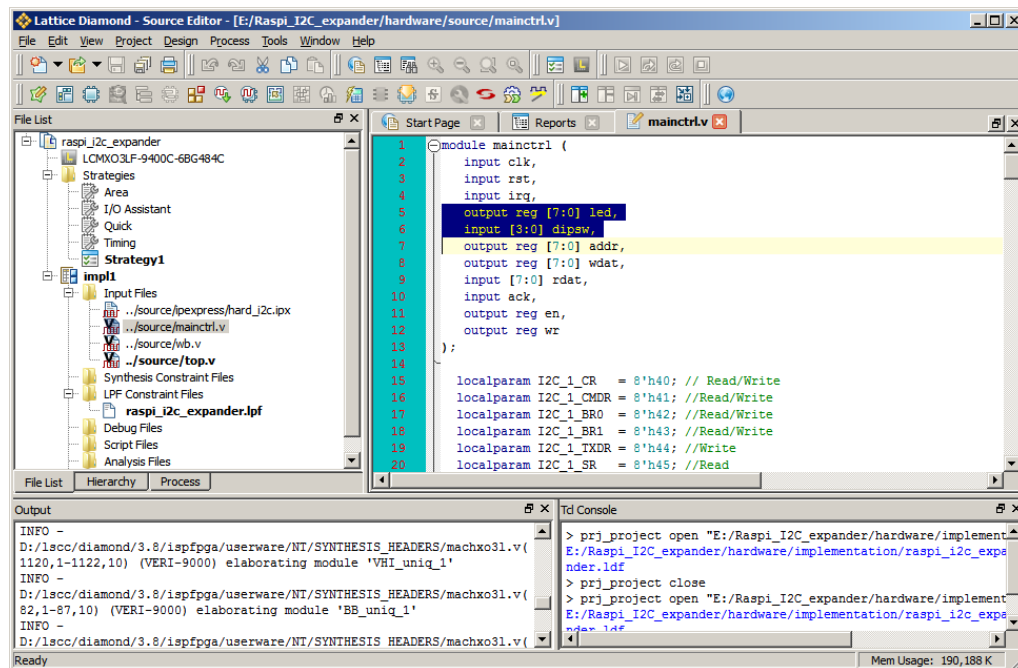 Lattice Diamond - Source Editor - [E:/Raspi_I2C_expander/hardware/source/mainctrl.v]
File Edit View Project Design Process Tools Window Help
File List
raspi_i2c_expander
LCMXO3LF-9400C-6BG484C
Strategies
Area
I/O Assistant
Quick
Timing
Strategy1
impl1
Input Files
../source/ipexpress/hard_i2c.ipx
../source/mainctrl.v
../source/wb.v
../source/top.v
Synthesis Constraint Files
LPF Constraint Files
raspi_i2c_expander.lpf
Debug Files
Script Files
Analysis Files
File List Hierarchy Process
Start Page Reports mainctrl.v
1 module mainctrl (
2 input clk,
3 input rst,
4 input irq,
5 output reg [7:0] led,
6 input [3:0] dipsw,
7 output reg [7:0] addr,
8 output reg [7:0] wdat,
9 input [7:0] rdat,
10 input ack,
11 output reg en,
12 output reg wr
13 );
14
15 localparam I2C_1_CR = 8'h40; // Read/Write
16 localparam I2C_1_CMDR = 8'h41; //Read/Write
17 localparam I2C_1_BR0 = 8'h42; //Read/Write
18 localparam I2C_1_BR1 = 8'h43; //Read/Write
19 localparam I2C_1_TXDR = 8'h44; //Write
20 localparam I2C_1_SR = 8'h45; //Read
Output
INFO -
D:/lscc/diamond/3.8/ispfpga/userware/NT/SYNTHESIS_HEADERS/machxo3l.v(
1120,1-1122,10) (VERI-9000) elaborating module 'VHI_uniq_1'
INFO -
D:/lscc/diamond/3.8/ispfpga/userware/NT/SYNTHESIS_HEADERS/machxo3l.v(
82,1-87,10) (VERI-9000) elaborating module 'BB_uniq_1'
INFO -
D:/lscc/diamond/3.8/ispfpga/userware/NT/SYNTHESIS_HEADERS/machxo3l.v(
Tcl Console
> prj_project open "E:/Raspi_I2C_expander/hardware/implement
E:/Raspi_I2C_expander/hardware/implementation/raspi_i2c_expa
nder.ldf
> prj_project close
> prj_project open "E:/Raspi_I2C_expander/hardware/implement
E:/Raspi_I2C_expander/hardware/implementation/raspi_i2c_expa
nder.ldf
Ready
Mem Usage: 190,188 K